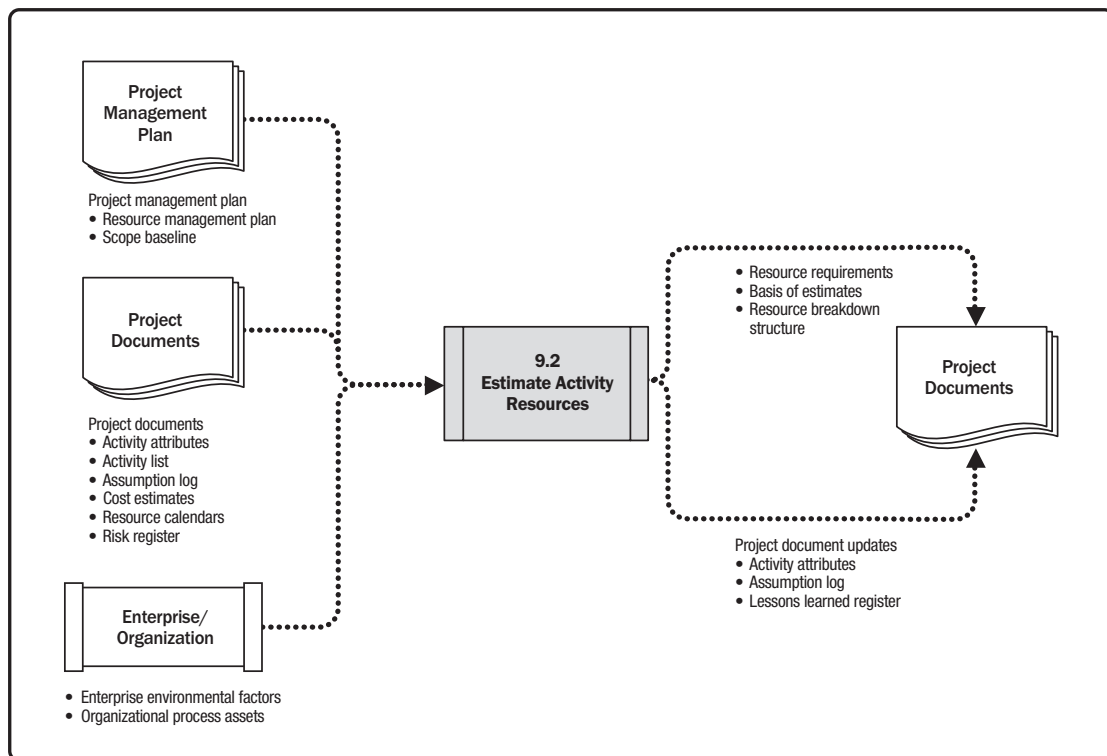 Project
Management
Plan
Project management plan
• Resource management plan
• Scope baseline
Project
Documents
Project documents
• Activity attributes
• Activity list
• Assumption log
• Cost estimates
• Resource calendars
• Risk register
Enterprise/
Organization
• Enterprise environmental factors
• Organizational process assets
9.2
Estimate Activity
Resources
• Resource requirements
• Basis of estimates
• Resource breakdown
structure
Project
Documents
Project document updates
• Activity attributes
• Assumption log
• Lessons learned register